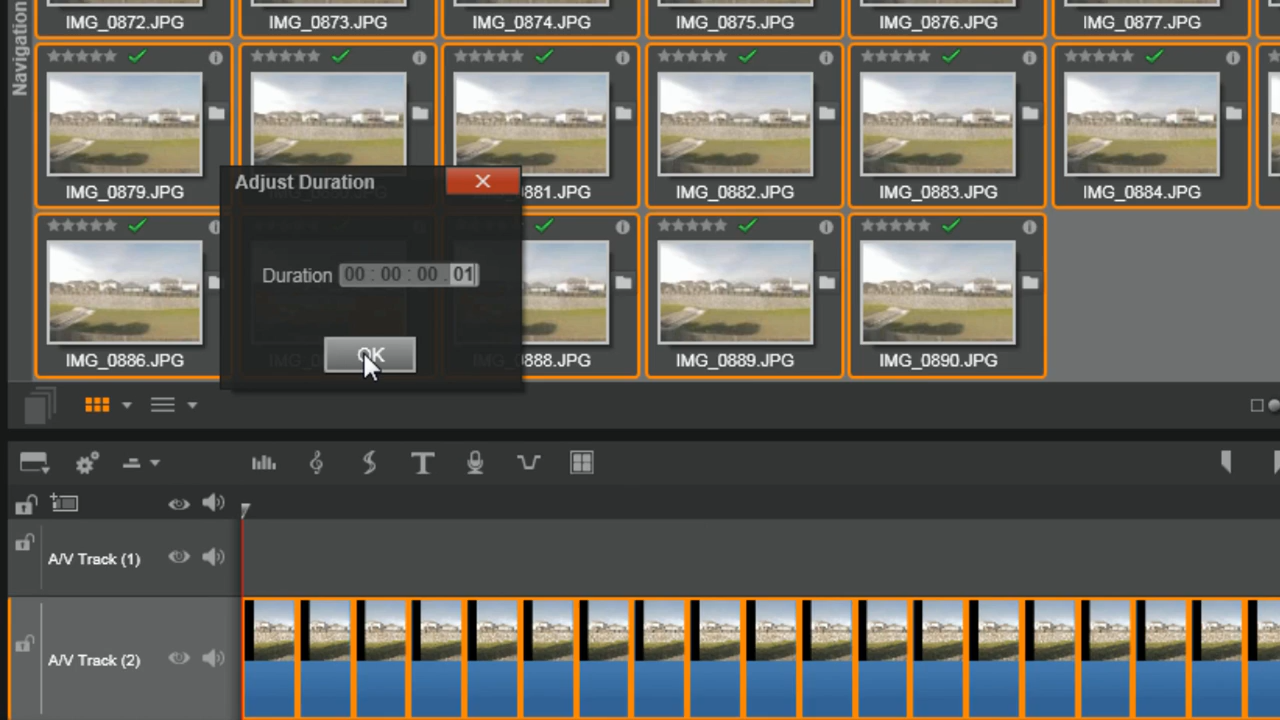 Navigation
IMG_0872.JPG
IMG_0873.JPG
IMG_0874.JPG
IMG_0875.JPG
IMG_0876.JPG
IMG_0877.JPG
IMG_0879.JPG
0881.JPG
IMG_0882.JPG
IMG_0883.JPG
IMG_0884.JPG
Adjust Duration
Duration 00 : 00 : 00 . 01
OK
IMG_0886.JPG
0888.JPG
IMG_0889.JPG
IMG_0890.JPG
T
A/V Track (1)
A/V Track (2)